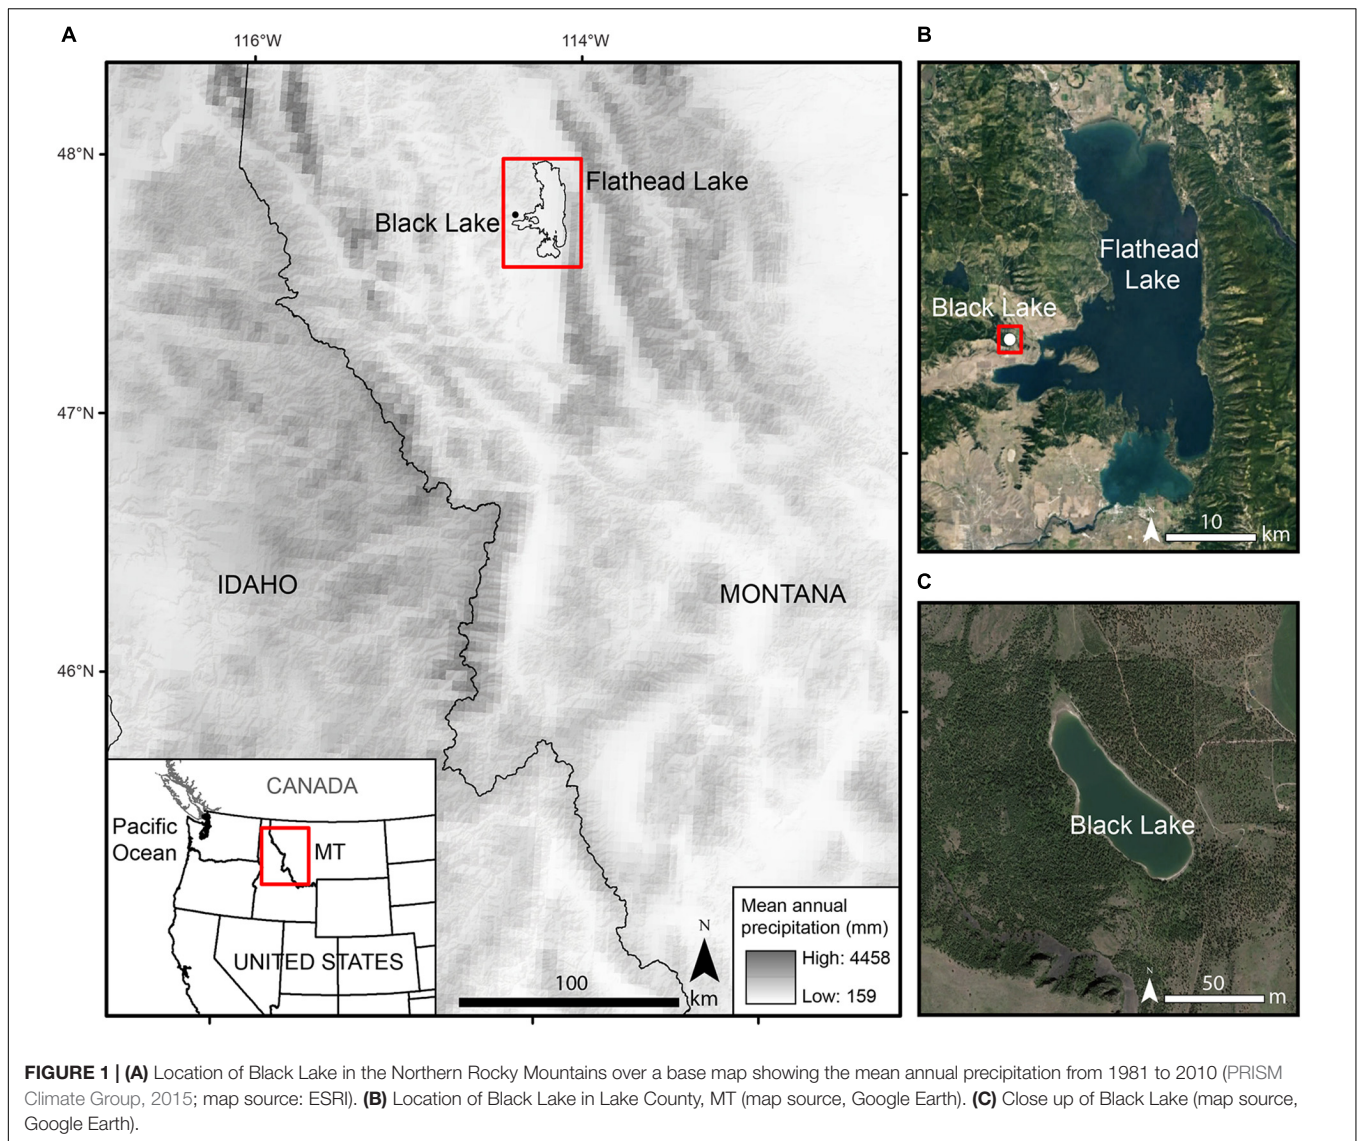 A
116°W
114°W
48°N
47°N
46°N
Flathead Lake
Black Lake
IDAHO
MONTANA
CANADA
Pacific
Ocean
MT
UNITED STATES
Mean annual
precipitation (mm)
High: 4458
Low: 159
N
100
km
B
Flathead
Lake
Black Lake
N
10
km
C
Black Lake
N
50
m
FIGURE 1 | (A) Location of Black Lake in the Northern Rocky Mountains over a base map showing the mean annual precipitation from 1981 to 2010 (PRISM
Climate Group, 2015; map source: ESRI). (B) Location of Black Lake in Lake County, MT (map source, Google Earth). (C) Close up of Black Lake (map source,
Google Earth).